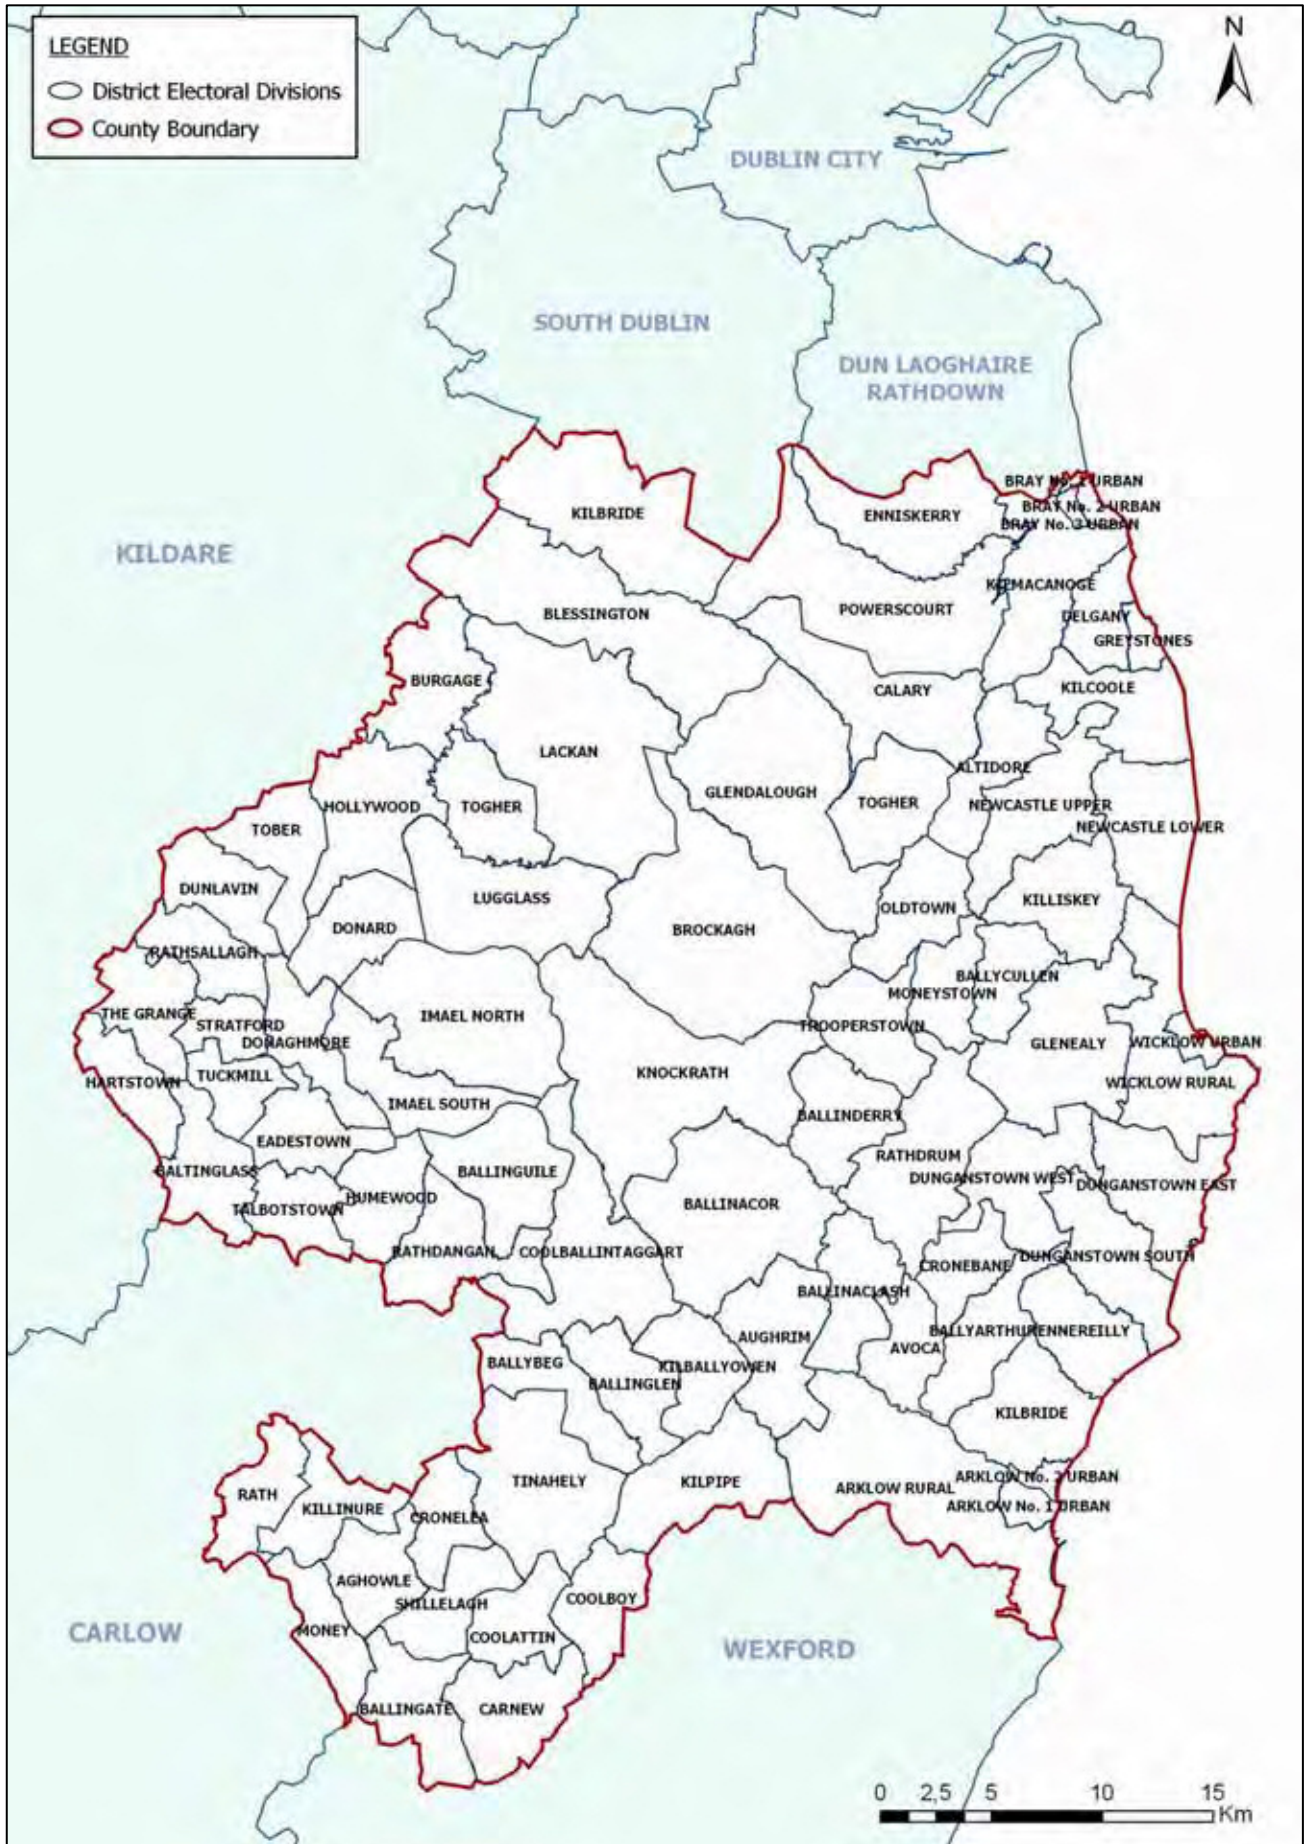 N
LEGEND
District Electoral Divisions
County Boundary
DUBLIN CITY
SOUTH DUBLIN
DUN LAOGHAIRE
RATHDOWN
BRAY No. 1 URBAN
BRAY No. 2 URBAN
BRAY No. 3 URBAN
KILBRIDE
ENNISKERRY
KILDARE
KILMACANOGE
POWERSCOURT
BLESSINGTON
DELGANY
GREYSTONES
BURGAGE
CALARY
KILCOOLE
LACKAN
ALTIDORE
GLENDALOUGH
HOLLYWOOD
TOGHER
TOGHER
NEWCASTLE UPPER
TOBER
NEWCASTLE LOWER
DUNLAVIN
LUGGLASS
KILLISKEY
OLDTOWN
DONARD
BROCKAGH
RATHSALLAGH
BALLYCULLEN
MONEYSTOWN
THE GRANGE
IMAEL NORTH
STRATFORD
TROOPERSTOWN
DONAGHMORE
GLENEALY
WICKLOW URBAN
TUCKMILL
KNOCKRATH
HARTSTOWN
WICKLOW RURAL
IMAEL SOUTH
BALLINDERRY
EADESTOWN
RATHDRUM
BALTINGLASS
BALLINGUILE
DUNGANSTOWN WEST
DUNGANSTOWN EAST
HUMEWOOD
BALLINACOR
TALBOTSTOWN
RATHDANGAN
COOLBALLINTAGGART
DUNGANSTOWN SOUTH
CRONEBANE
BALLINACLASH
BALLYARTHUR
ENNEREILLY
AUGHRIM
AVOCA
BALLYBEG
KILBALLYOWEN
BALLINGLEN
KILBRIDE
TINAHELY
KILPIPE
ARKLOW RURAL
ARKLOW No. 2 URBAN
RATH
ARKLOW No. 1 URBAN
KILLINURE
CRONELEA
AGHOWLE
COOLBOY
SHILLELAGH
CARLOW
MONEY
COOLATTIN
WEXFORD
BALLINGATE
CARNEW
0 2,5 5 10 15
Km